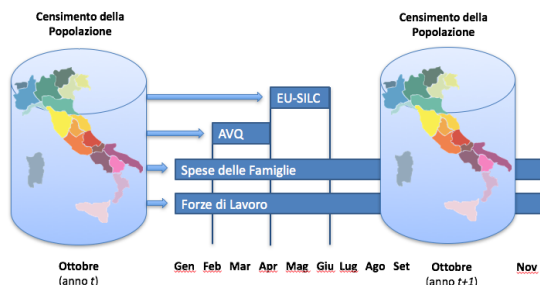 Censimento della
Popolazione
Censimento della
Popolazione
EU-SILC
AVQ
Spese delle Famiglie
Forze di Lavoro
Ottobre
(anno t)
Gen Feb Mar Apr Mag Giu Lug Ago Set
Ottobre
(anno t+1)
Nov